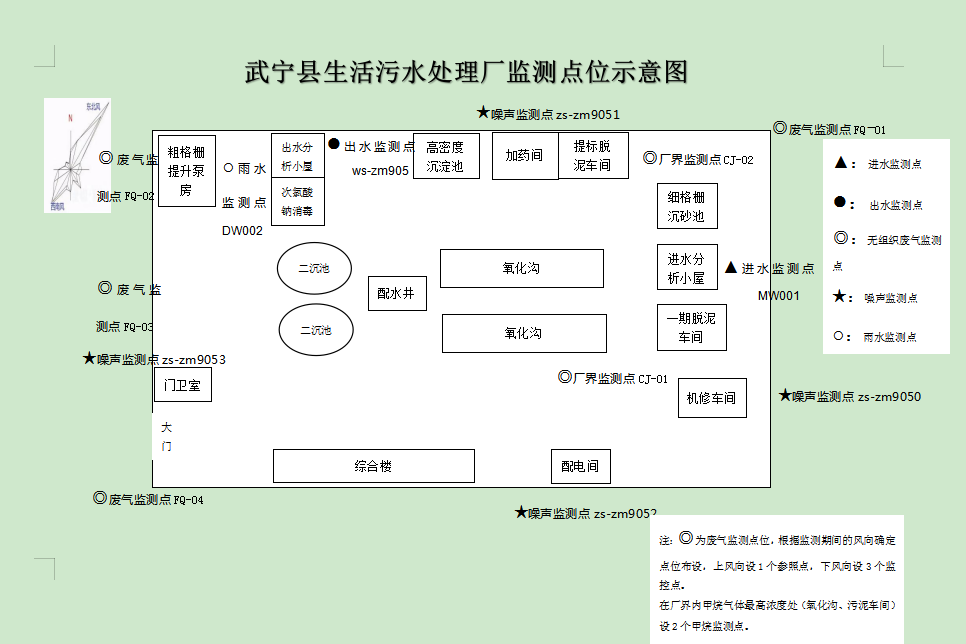 武宁县生活污水处理厂监测点位示意图
★噪声监测点 zs-zm9051
◎废气监测点 FQ-01
N
◎ 废气监
测点 FQ-02
粗格栅
提升泵
房
○ 雨水
监测点
DW002
出水分
析小屋
次氯酸
钠消毒
● 出水监测点
ws-zm905
高密度
沉淀池
加药间
提标脱
泥车间
◎厂界监测点CJ-02
细格栅
沉砂池
进水分
析小屋
▲ 进水监测点
MW001
一期脱泥
车间
二沉池
二沉池
配水井
氧化沟
氧化沟
◎ 废气监
测点 FQ-03
★噪声监测点 zs-zm9053
门卫室
大
门
◎厂界监测点 CJ-01
机修车间
★噪声监测点 zs-zm9050
综合楼
配电间
◎废气监测点 FQ-04
★噪声监测点 zs-zm9052
▲： 进水监测点
●： 出水监测点
◎： 无组织废气监测
点
★： 噪声监测点
○： 雨水监测点
注：◎为废气监测点位，根据监测期间的风向确定
点位布设，上风向设1个参照点，下风向设3个监
控点。
在厂界内甲烷气体最高浓度处（氧化沟、污泥车间）
设2个甲烷监测点。